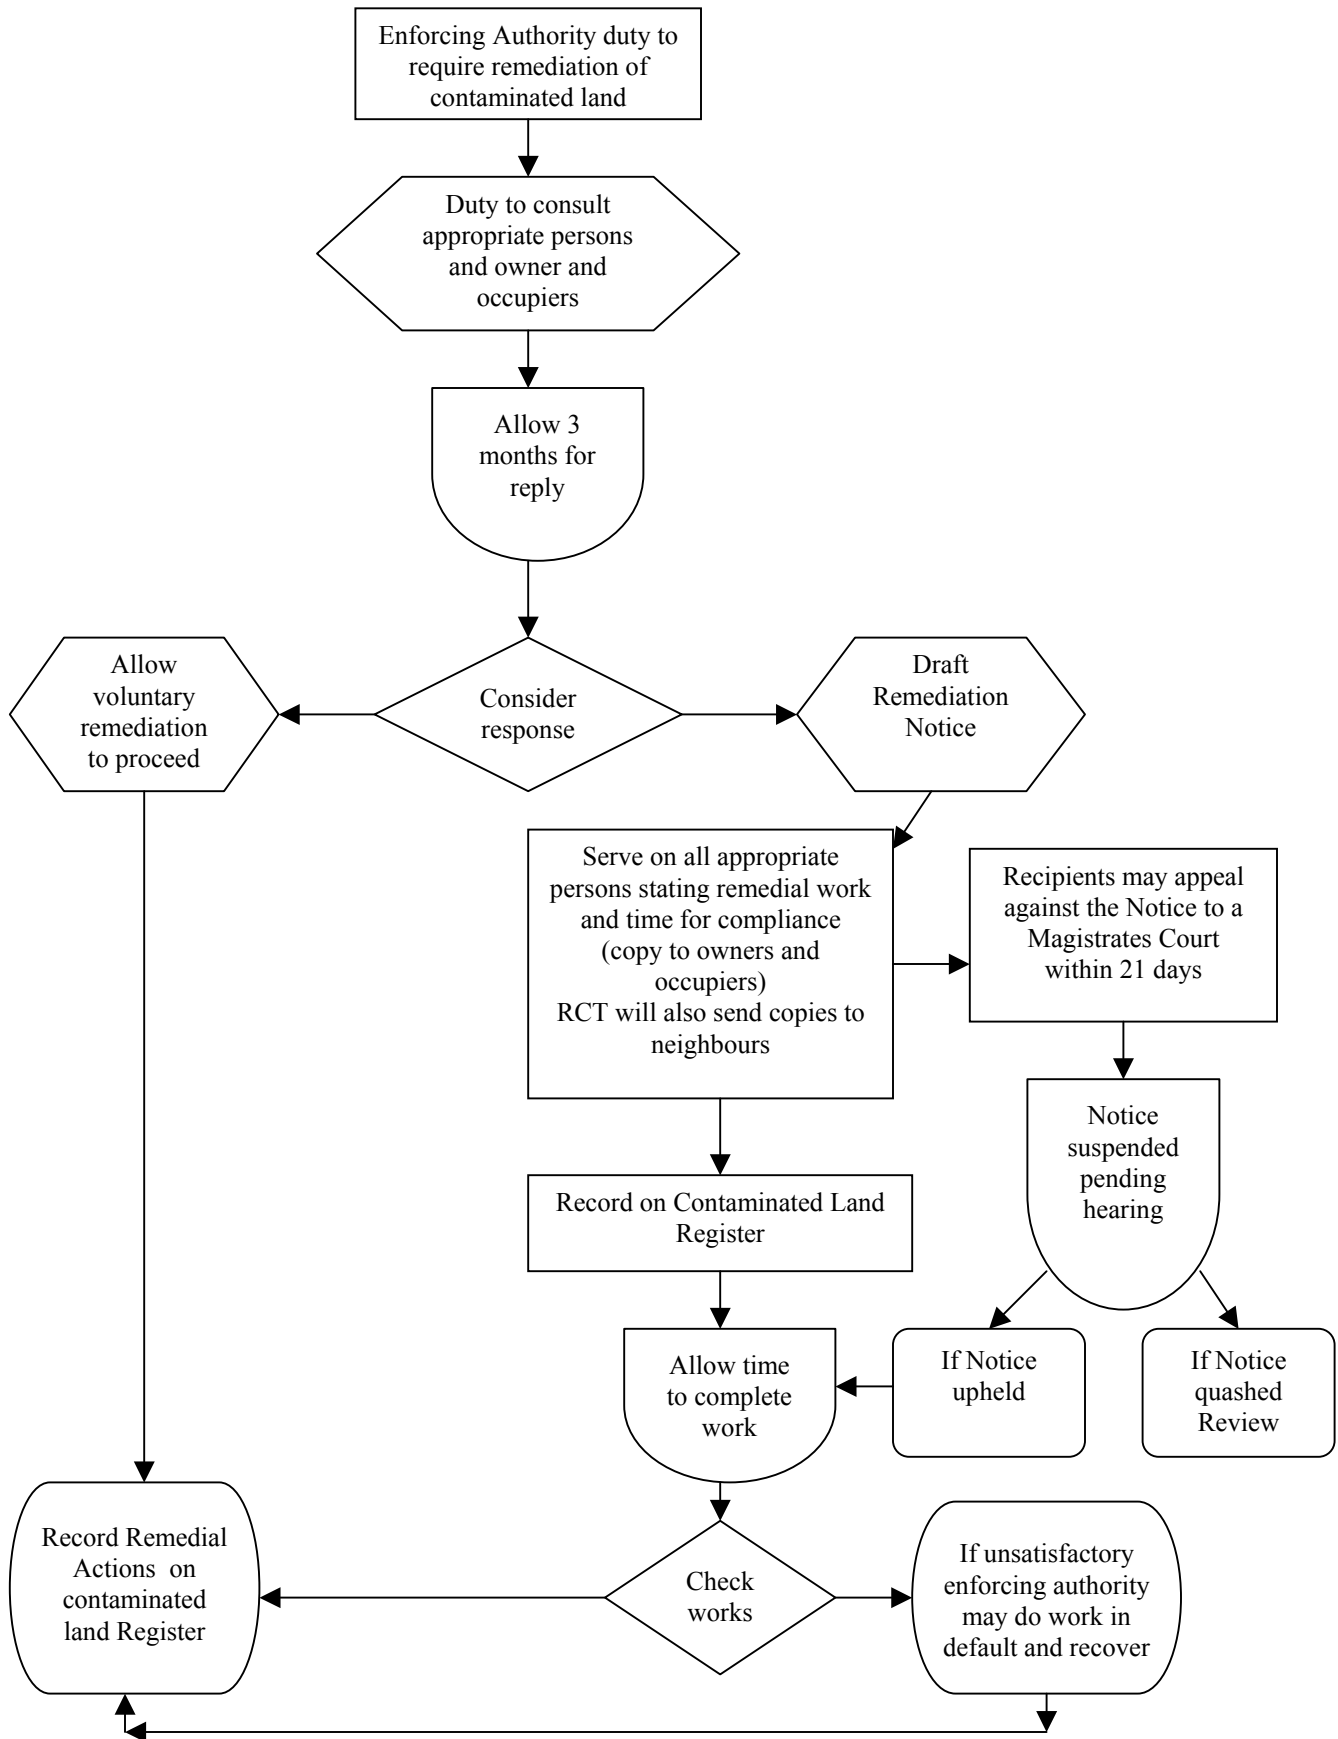 Enforcing Authority duty to
require remediation of
contaminated land
Duty to consult
appropriate persons
and owner and
occupiers
Allow 3
months for
reply
Allow
voluntary
remediation
to proceed
Consider
response
Draft
Remediation
Notice
Serve on all appropriate
persons stating remedial work
and time for compliance
(copy to owners and
occupiers)
RCT will also send copies to
neighbours
Recipients may appeal
against the Notice to a
Magistrates Court
within 21 days
Notice
suspended
pending
hearing
Record on Contaminated Land
Register
Allow time
to complete
work
If Notice
upheld
If Notice
quashed
Review
Record Remedial
Actions on
contaminated
land Register
Check
works
If unsatisfactory
enforcing authority
may do work in
default and recover